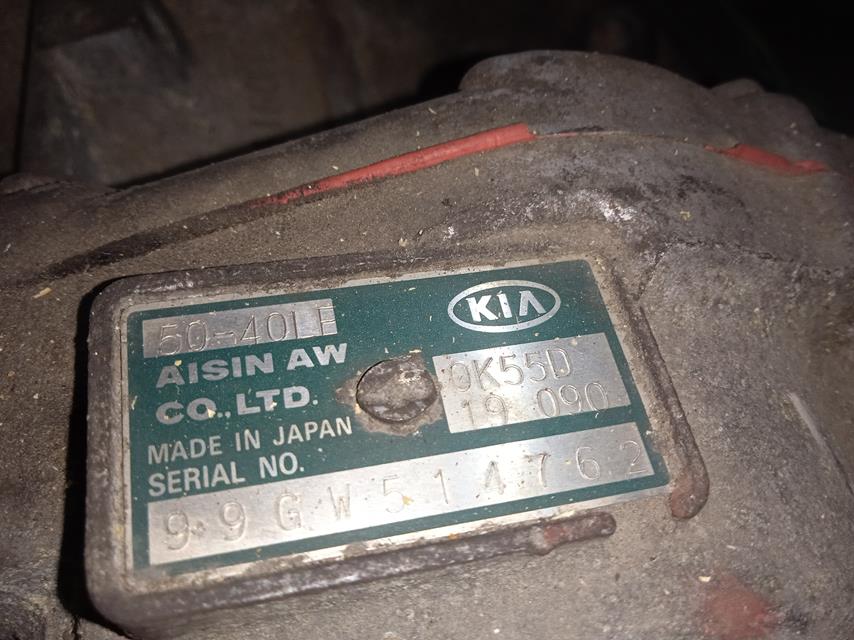 50-40LE
KIA
AISIN AW
CO.,LTD.
0K55D
19 090
MADE IN JAPAN
SERIAL NO.
99GW514762